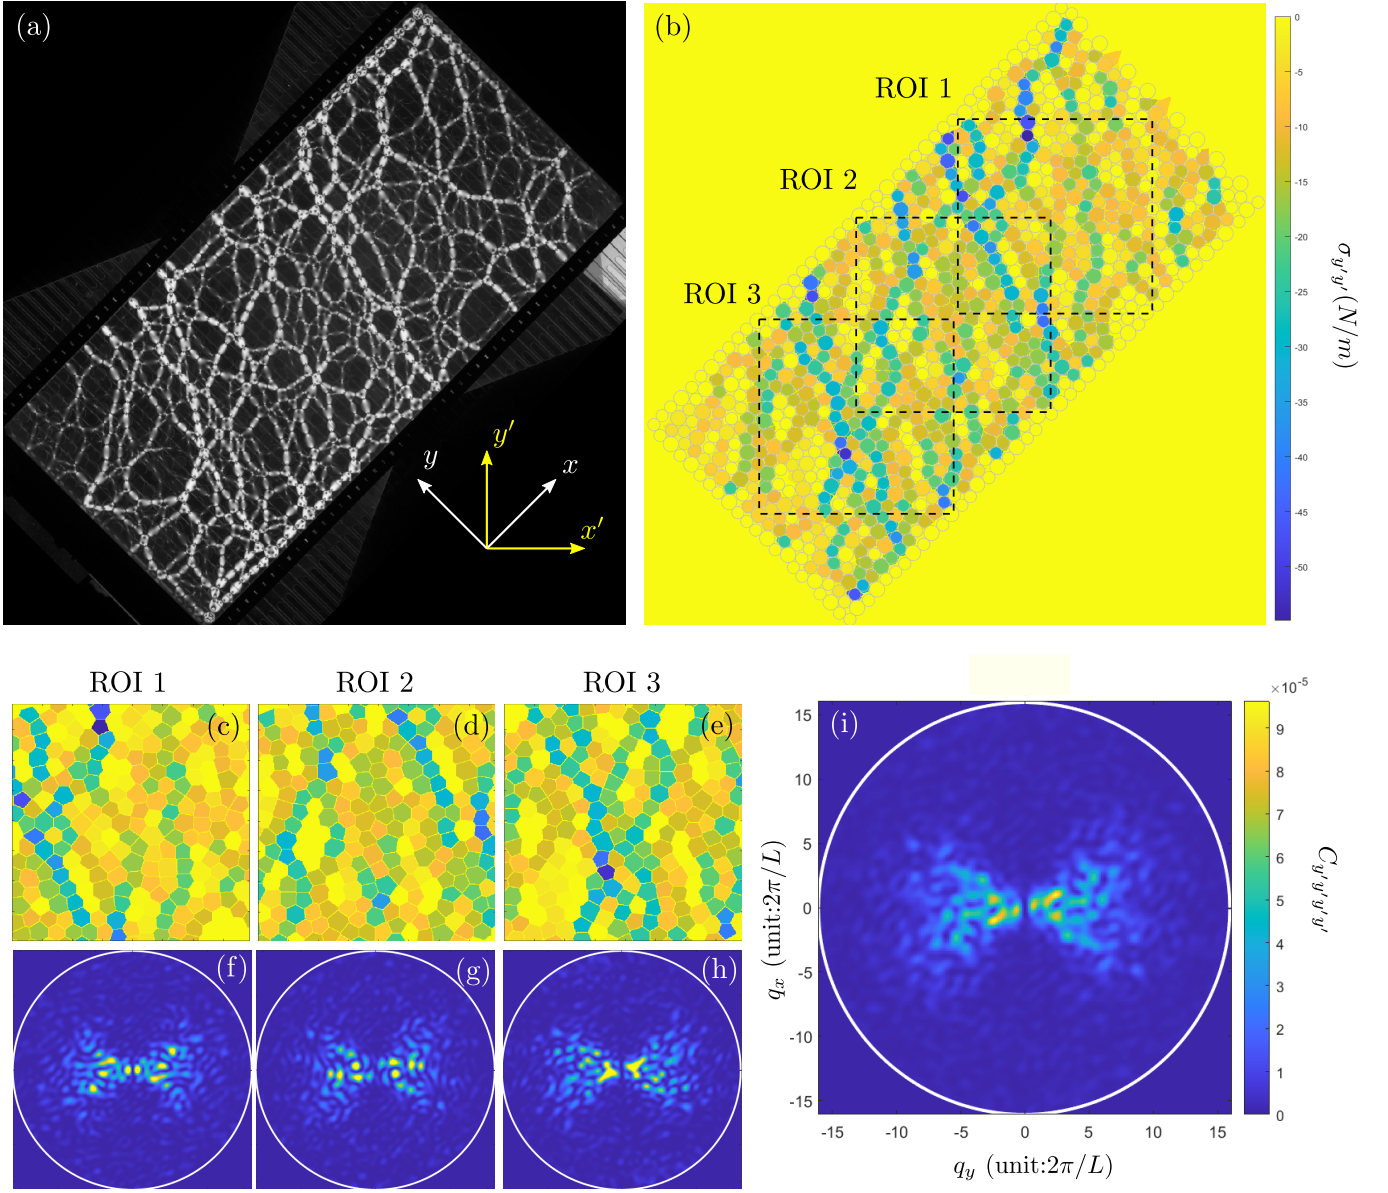 (a)
y
y′
x
x′
(b)
ROI 1
ROI 2
ROI 3
0
-5
-10
-15
-20
-25
-30
-35
-40
-45
-50
σy′y′(N/m)
ROI 1
ROI 2
ROI 3
(c)
(d)
(e)
(f)
(g)
(h)
(i)
15
10
5
0
-5
-10
-15
qx (unit:2π/L)
-15
-10
-5
0
5
10
15
qy (unit:2π/L)
×10-5
9
8
7
6
5
4
3
2
1
0
Cy′y′y′y′